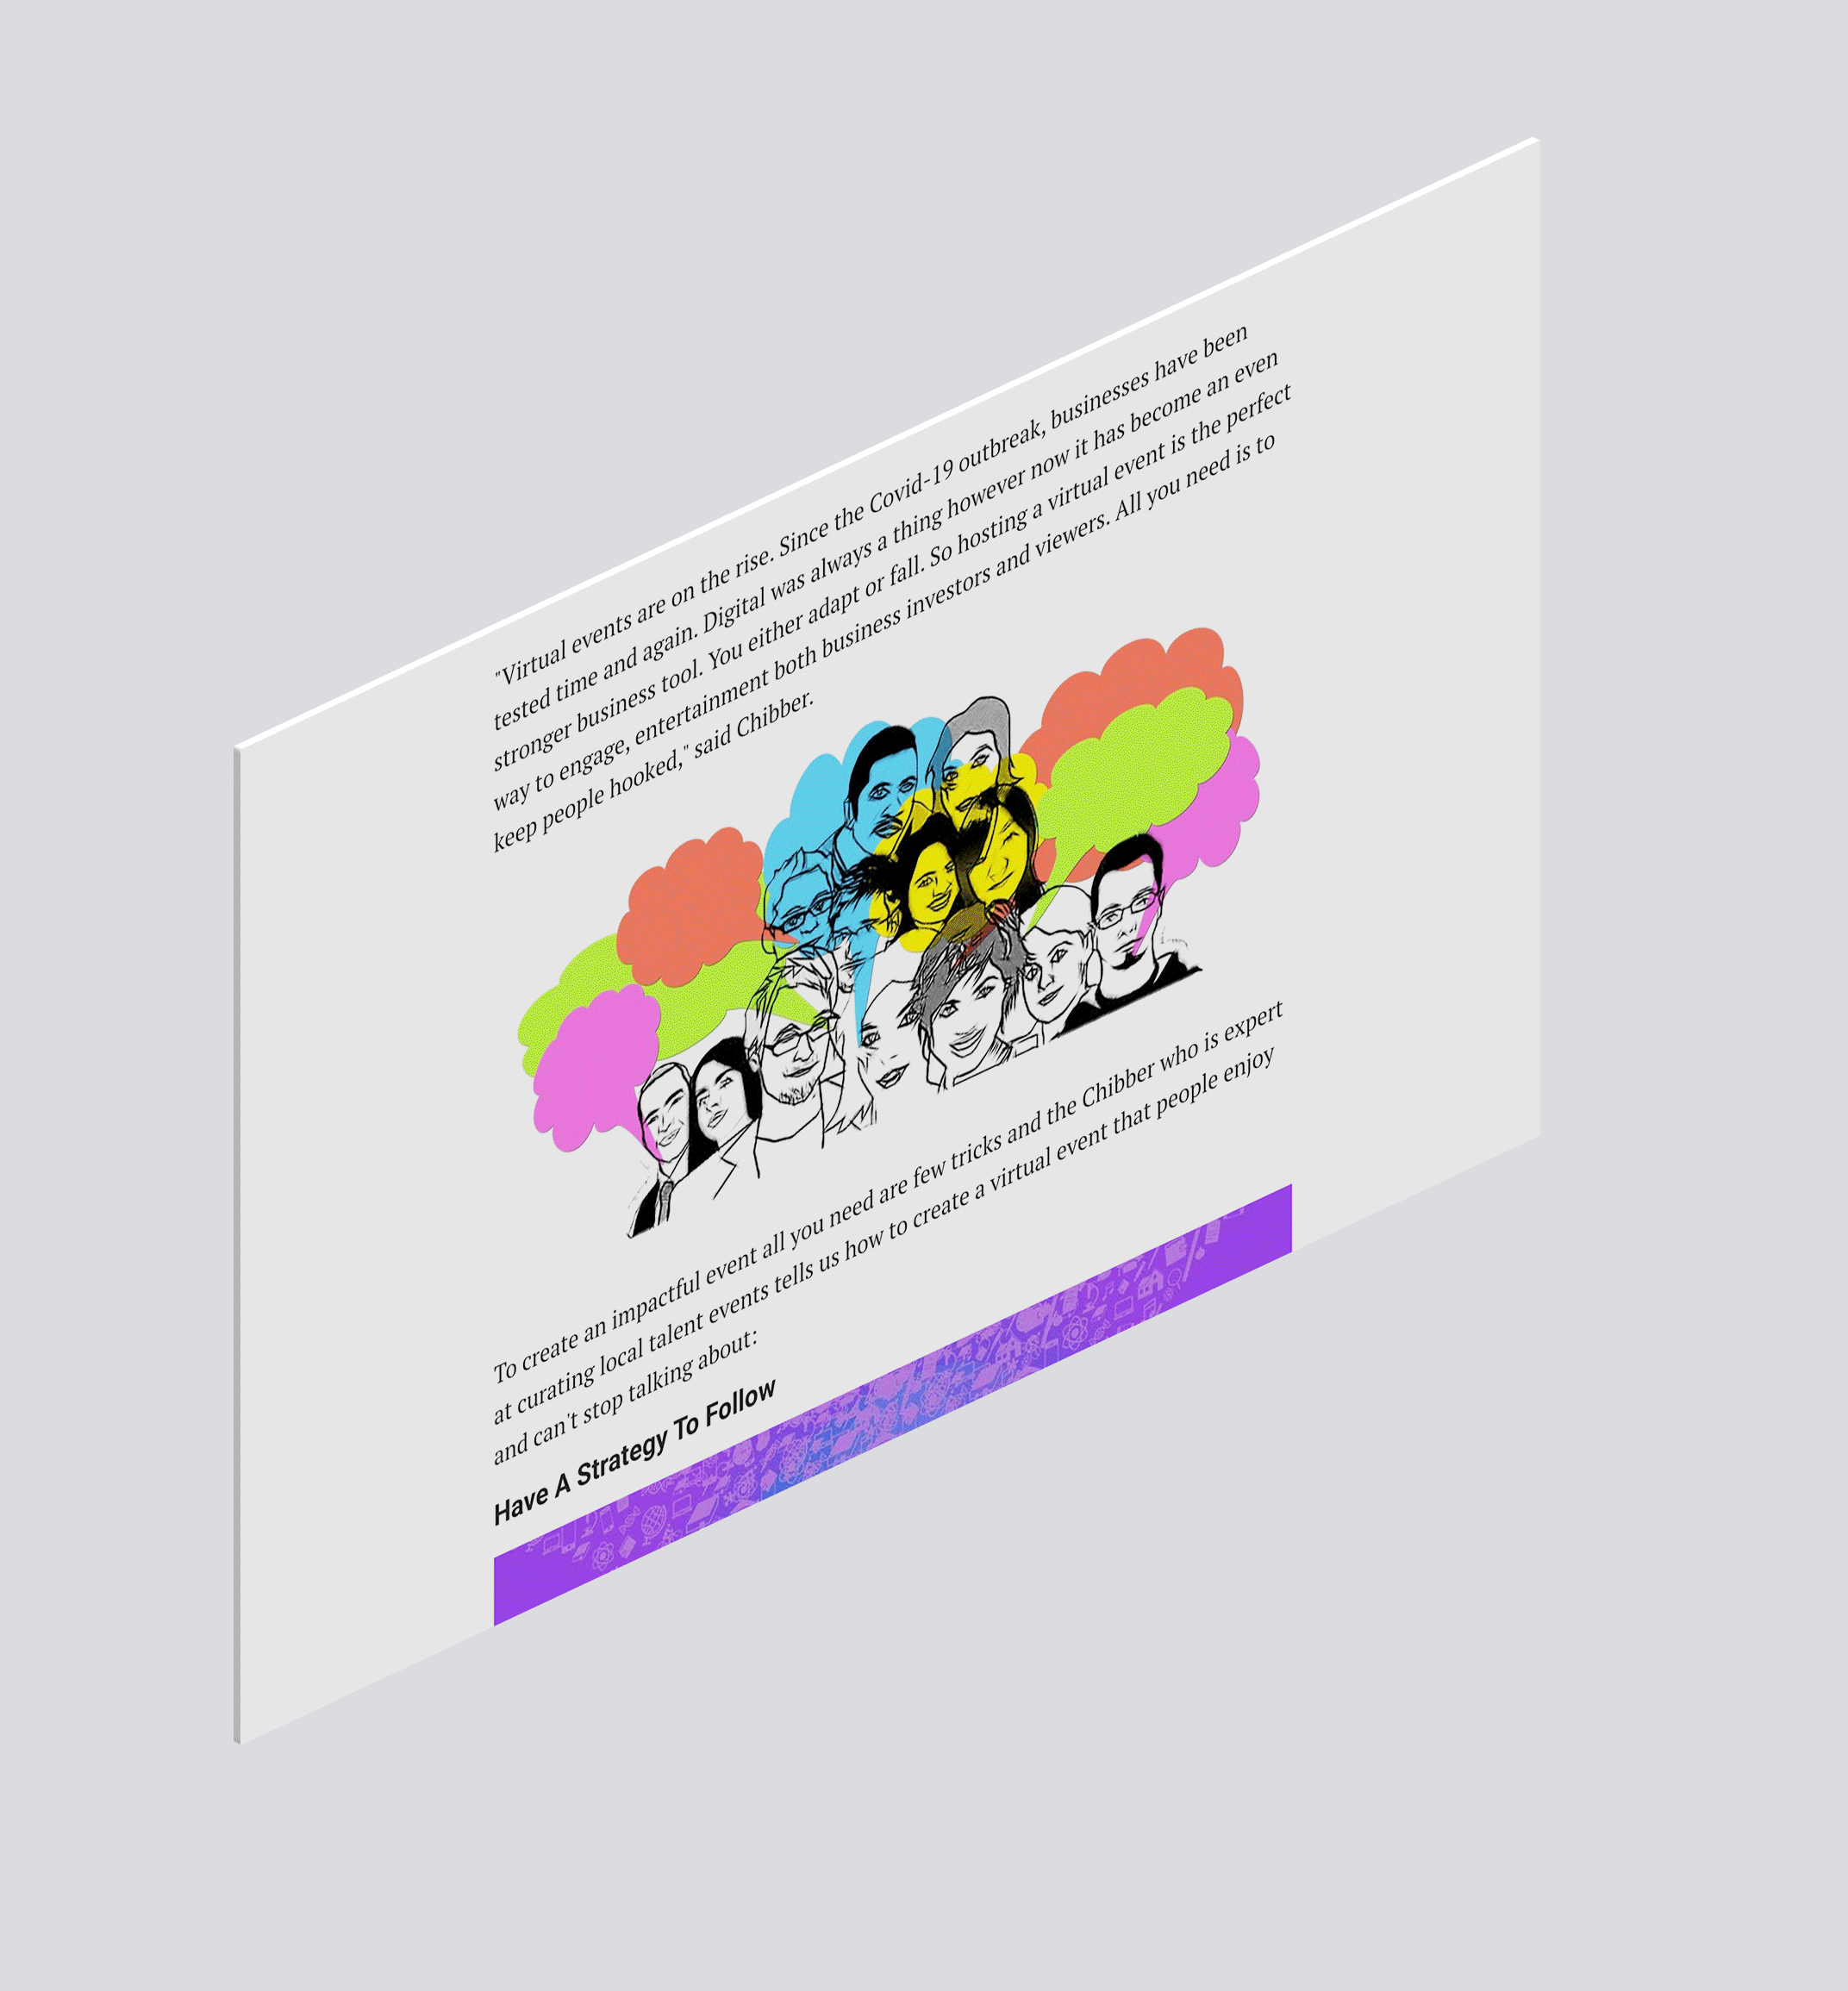 "Virtual events are on the rise. Since the Covid-19 outbreak, businesses have been
tested time and again. Digital was always a thing however now it has become an even
stronger business tool. You either adapt or fall. So hosting a virtual event is the perfect
way to engage, entertainment both business investors and viewers. All you need is to
keep people hooked," said Chibber.
To create an impactful event all you need are few tricks and the Chibber who is expert
at curating local talent events tells us how to create a virtual event that people enjoy
and can't stop talking about:
Have A Strategy To Follow